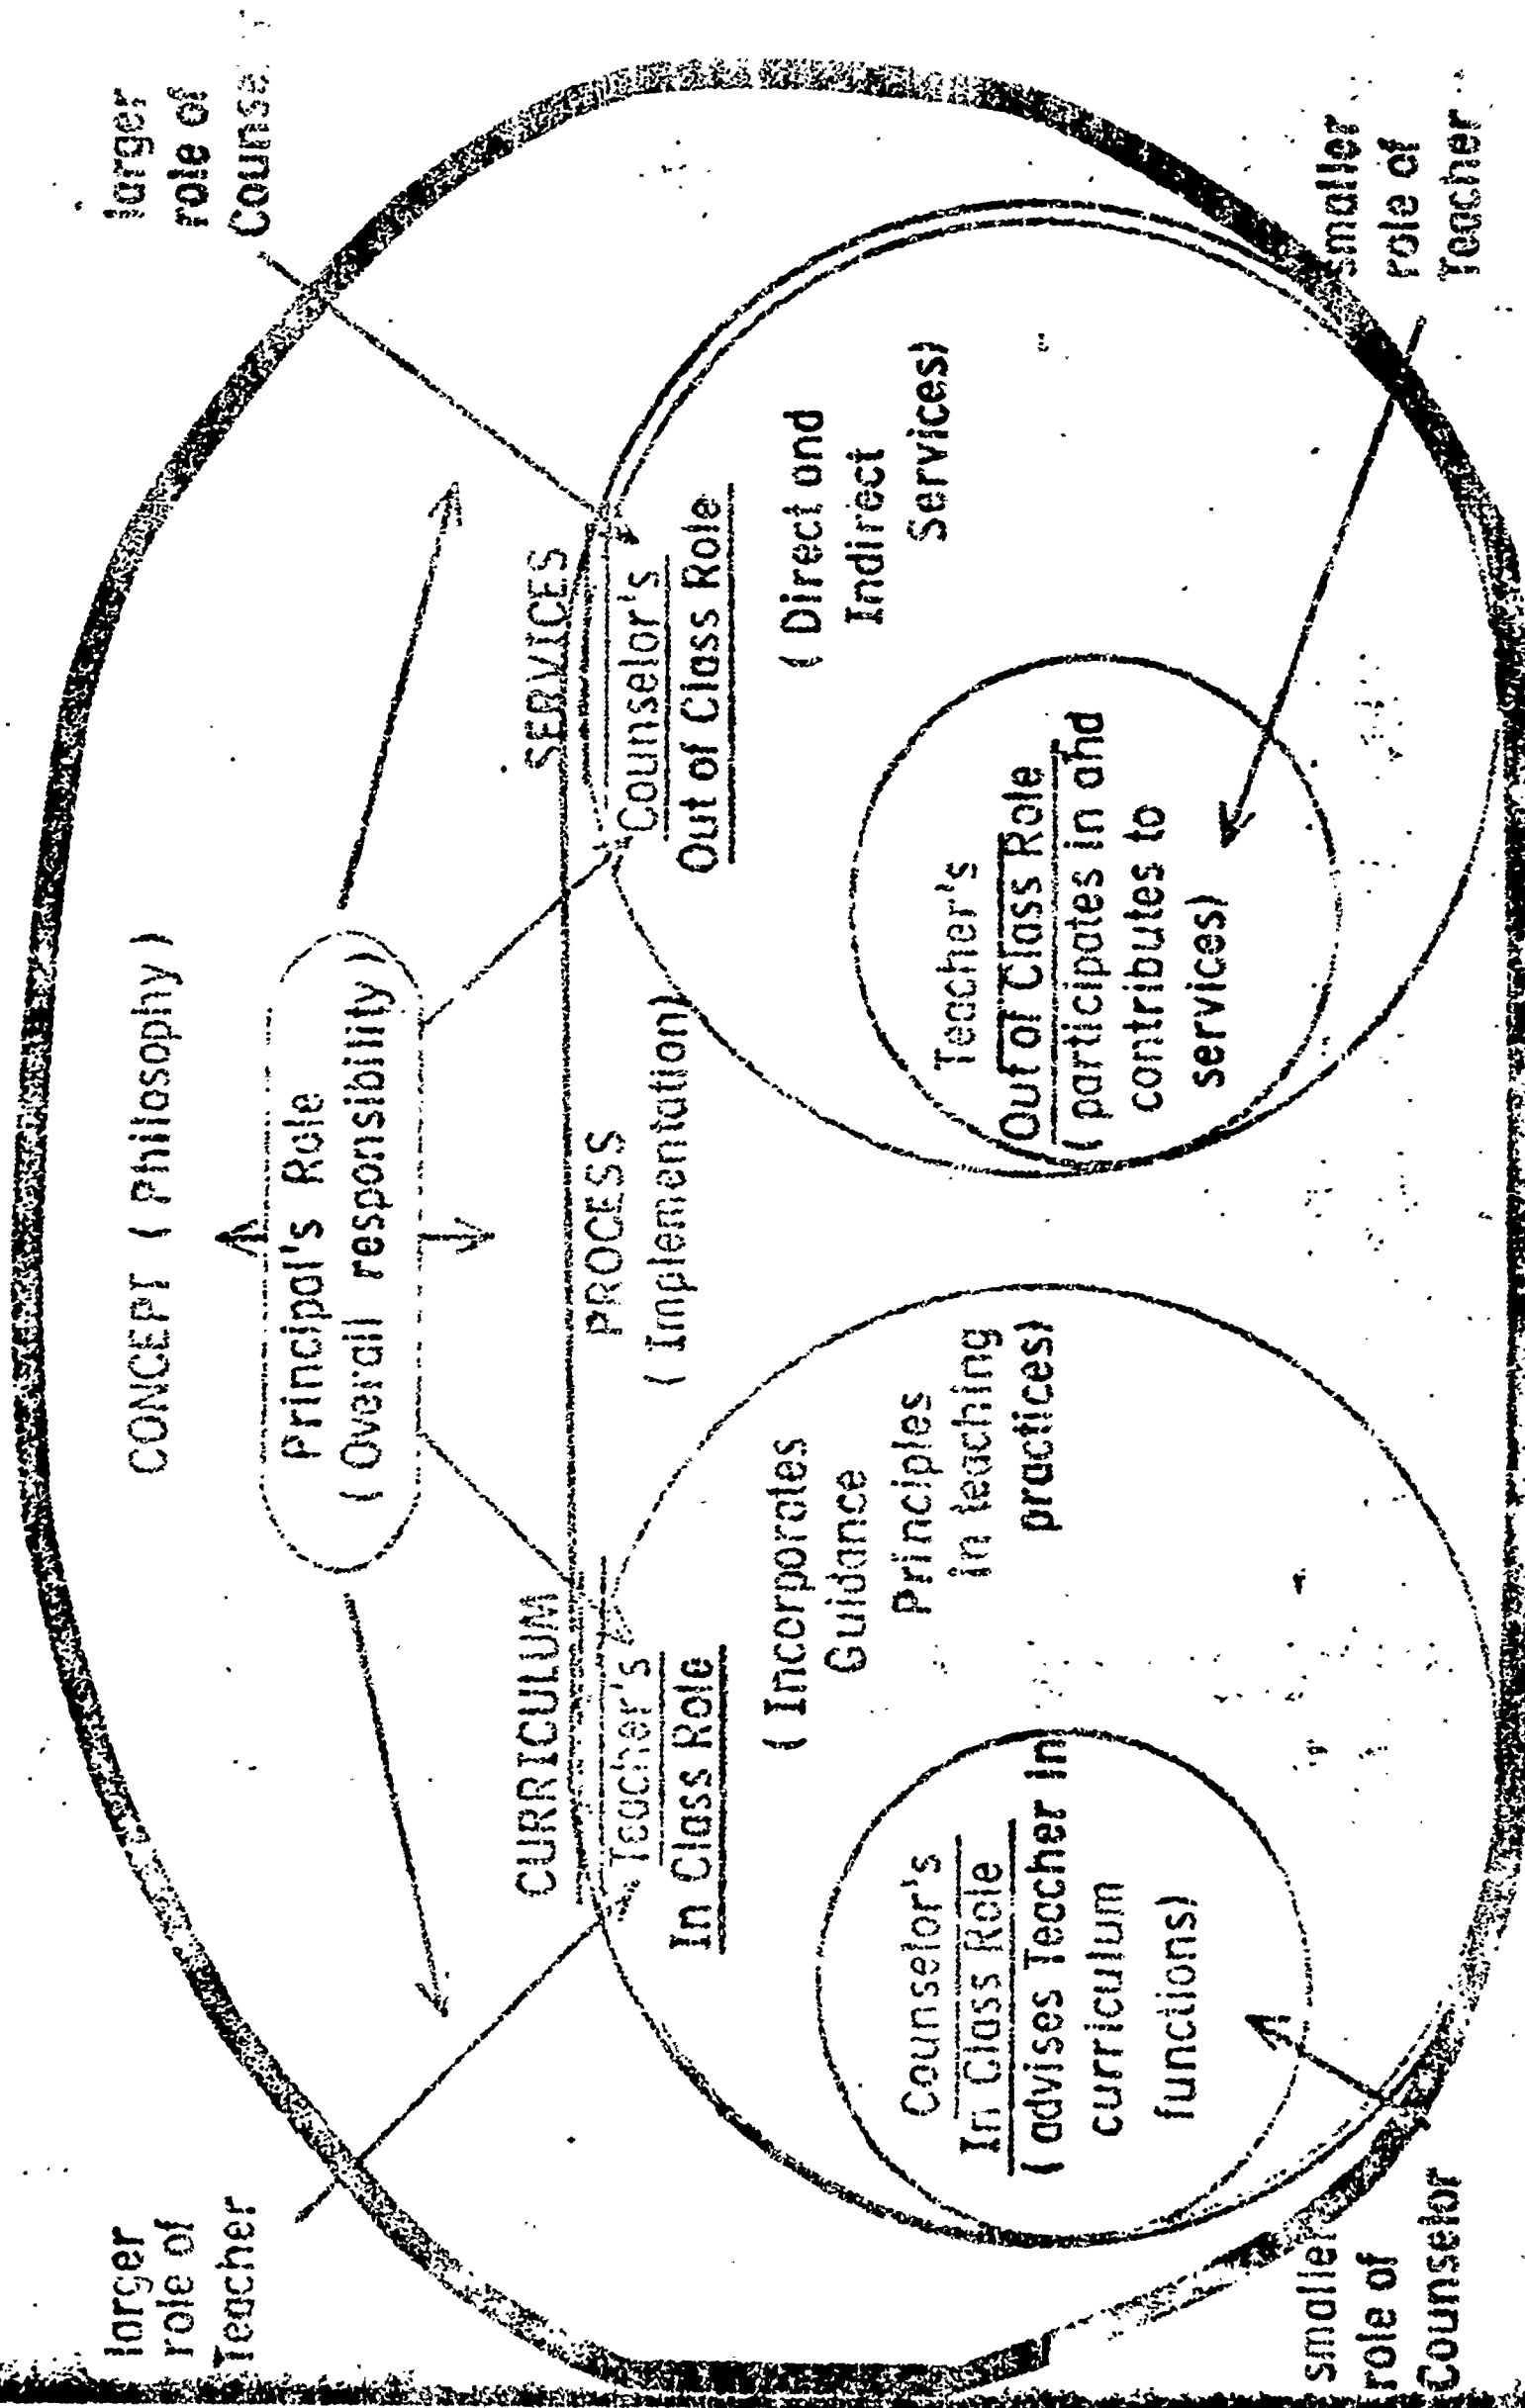 larger
role of
Teacher
larger
role of
Counse
CONCEPT ( Philosophy )
Principal's Role
( Overall responsibility )
CURRICULUM
SERVICES
PROCESS
( Implementation)
Teacher's
In Class Role
( Incorporates
Guidance
Principles
in teaching
practices)
Counselor's
In Class Role
( advises Teacher in
curriculum
functions)
Counselor's
Out of Class Role
( Direct and
Indirect
Services)
Teacher's
Out of Class Role
( participates in and
contributes to
services)
smaller
role of
Counselor
smaller
role of
Teacher